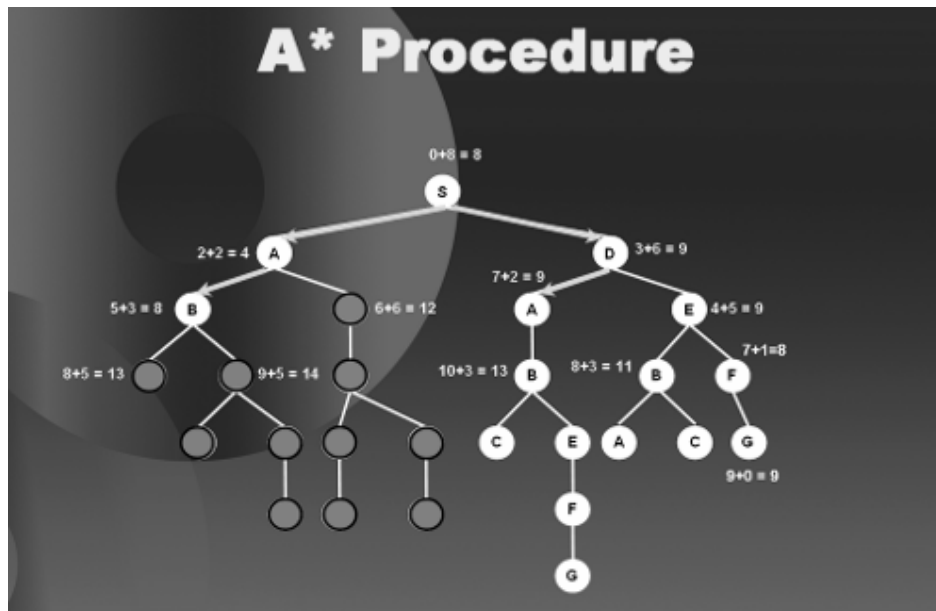 A* Procedure
0+8 = 8
S
2+2 = 4 A D 3+6 = 9
7+2 = 9
5+3 = 8 B 6+6 = 12 A E 4+5 = 9
7+1=8
8+5 = 13 9+5 = 14 10+3 = 13 B 8+3 = 11 B F
C E A C G
9+0 = 9
F
G